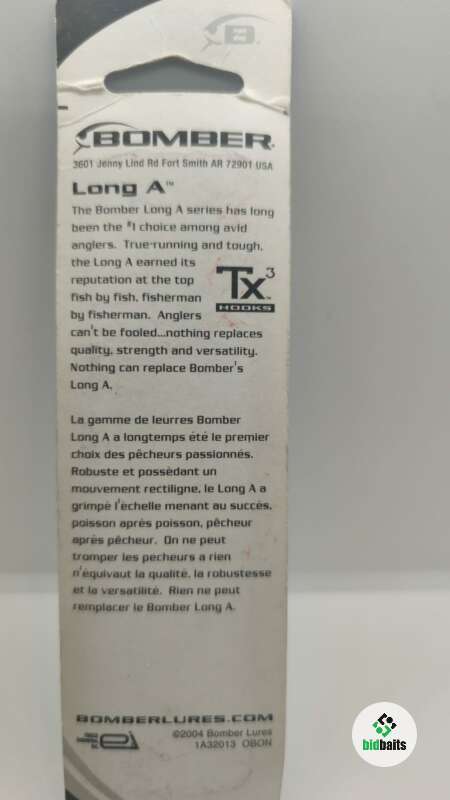 B.
BOMBER
3601 Jenny Lind Rd Fort Smith AR 72901 USA
Long A™
The Bomber Long A series has long
been the #1 choice among avid
anglers. True-running and tough,
the Long A earned its
reputation at the top
fish by fish, fisherman
by fisherman. Anglers
can't be fooled...nothing replaces
quality, strength and versatility.
Nothing can replace Bomber's
Long A.
Tx3™
HOOKS
La gamme de leurres Bomber
Long A a longtemps été le premier
choix des pêcheurs passionnés.
Robuste et possèdant un
mouvement rectiligne, le Long A a
grimpé l'échelle menant au succès,
poisson après poisson, pêcheur
après pêcheur. On ne peut
tromper les pecheurs a rien
n'équivaut la qualité, la robustesse
et la versatilité. Rien ne peut
remplacer le Bomber Long A.
BOMBERLURES.COM
©2004 Bomber Lures
1A32013 OBON
bidbaits